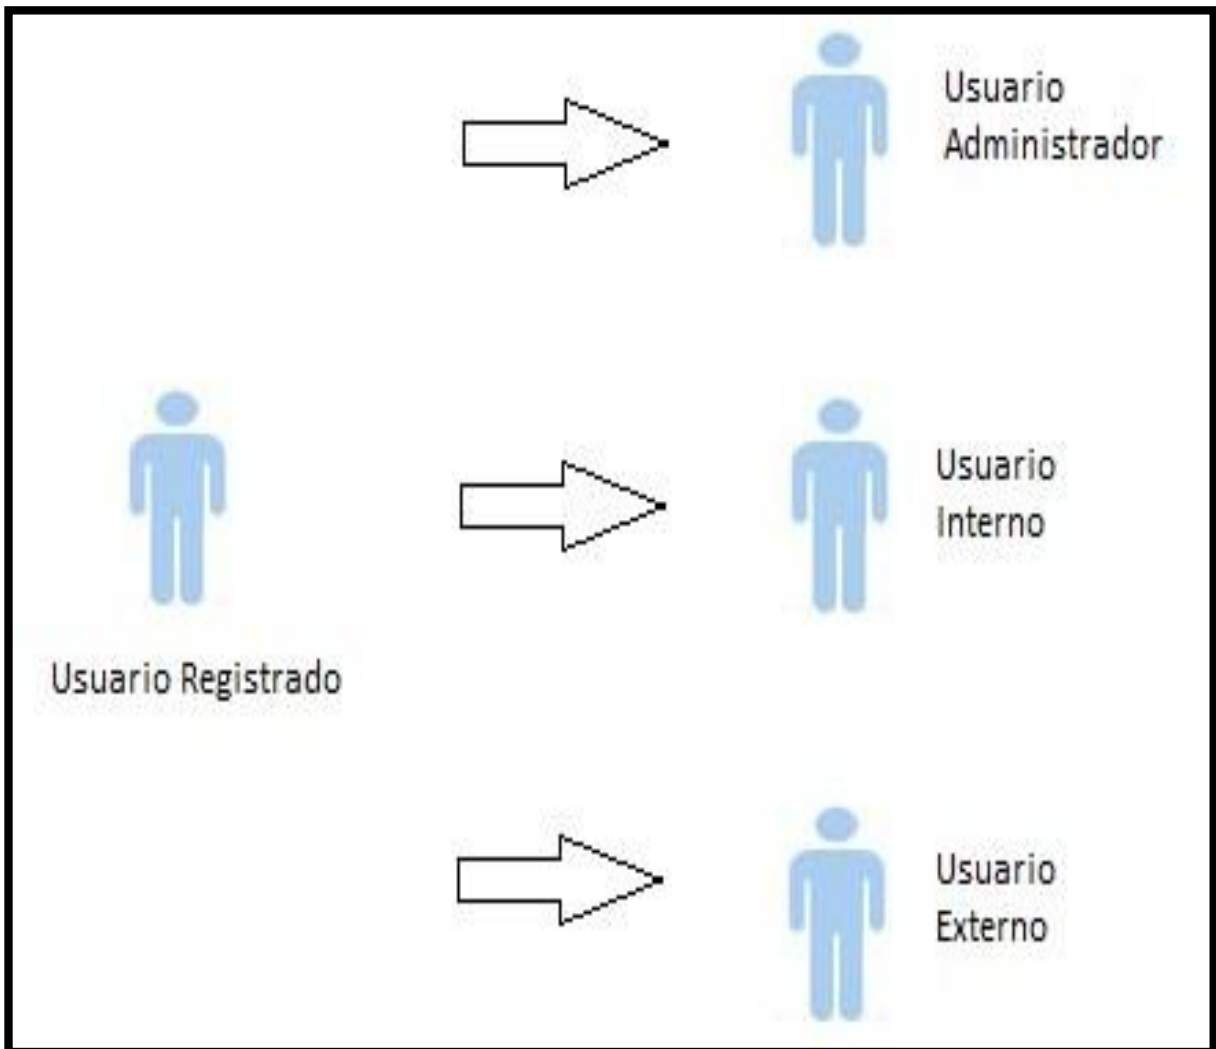 Usuario
Administrador
Usuario
Interno
Usuario Registrado
Usuario
Externo